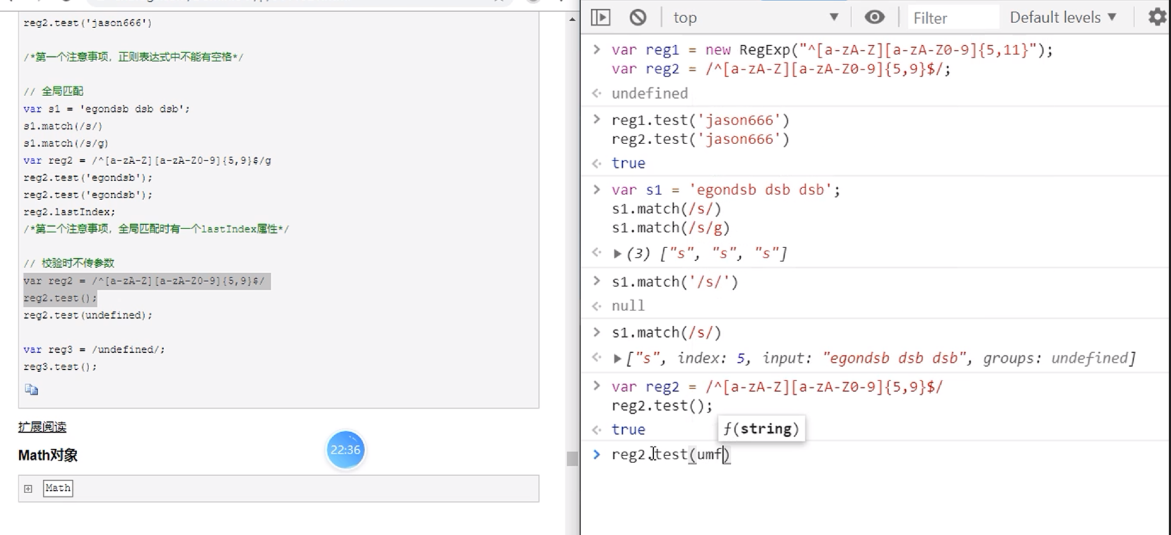 reg2.test('jason666')
/*第一个注意事项，正则表达式中不能有空格*/
// 全局匹配
var s1 = 'egondsb dsb dsb';
s1.match(/s/)
s1.match(/s/g)
var reg2 = /^[a-zA-Z][a-zA-Z0-9]{5,9}$/g
reg2.test('egondsb');
reg2.test('egondsb');
reg2.lastIndex;
/*第二个注意事项，全局匹配时有一个lastIndex属性*/
// 校验时不传参数
var reg2 = /^[a-zA-Z][a-zA-Z0-9]{5,9}$/
reg2.test();
reg2.test(undefined);
var reg3 = /undefined/;
reg3.test();
扩展阅读
Math对象
Math
22:36
top
Filter
Default levels ▼
> var reg1 = new RegExp("^[a-zA-Z][a-zA-Z0-9]{5,11}");
var reg2 = /^[a-zA-Z][a-zA-Z0-9]{5,9}$/;
undefined
> reg1.test('jason666')
reg2.test('jason666')
true
> var s1 = 'egondsb dsb dsb';
s1.match(/s/)
s1.match(/s/g)
(3) ["s", "s", "s"]
> s1.match('/s/')
null
> s1.match(/s/)
["s", index: 5, input: "egondsb dsb dsb", groups: undefined]
> var reg2 = /^[a-zA-Z][a-zA-Z0-9]{5,9}$/
reg2.test();
true
f(string)
> reg2.test(umf)